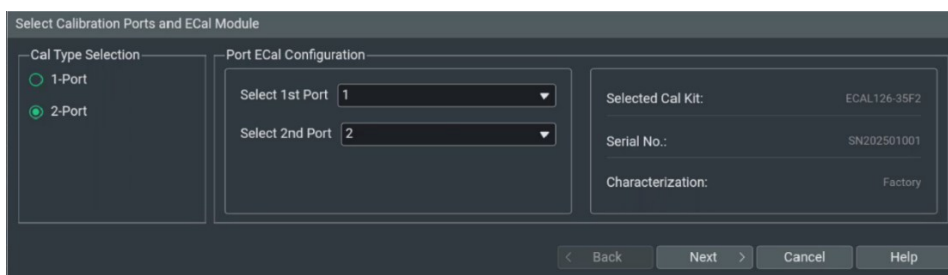 Select Calibration Ports and ECal Module
Cal Type Selection
1-Port
2-Port
Port ECal Configuration
Select 1st Port 1
Select 2nd Port 2
Selected Cal Kit: ECAL126-35F2
Serial No.: SN202501001
Characterization: Factory
< Back Next > Cancel Help